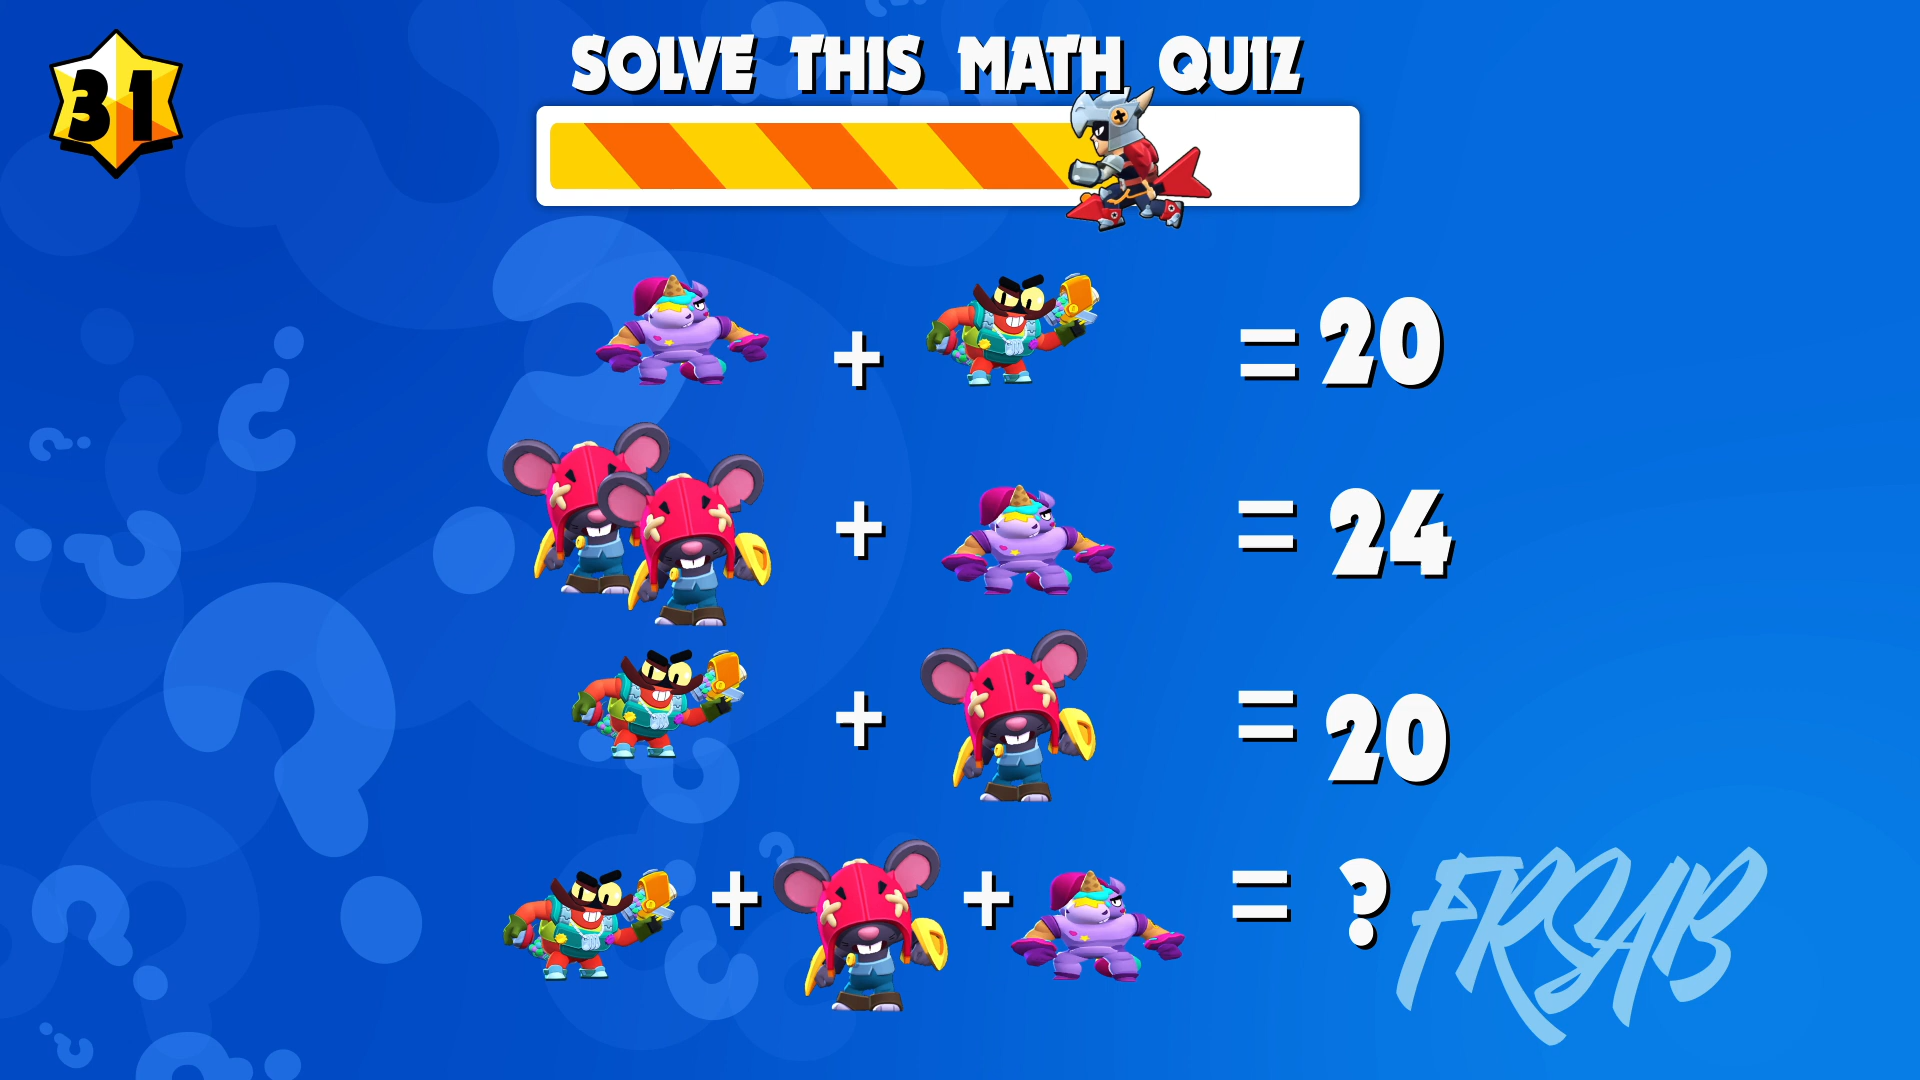 31
SOLVE THIS MATH QUIZ
+ = 20
+ = 24
+ = 20
+ + = ?
FRSAB